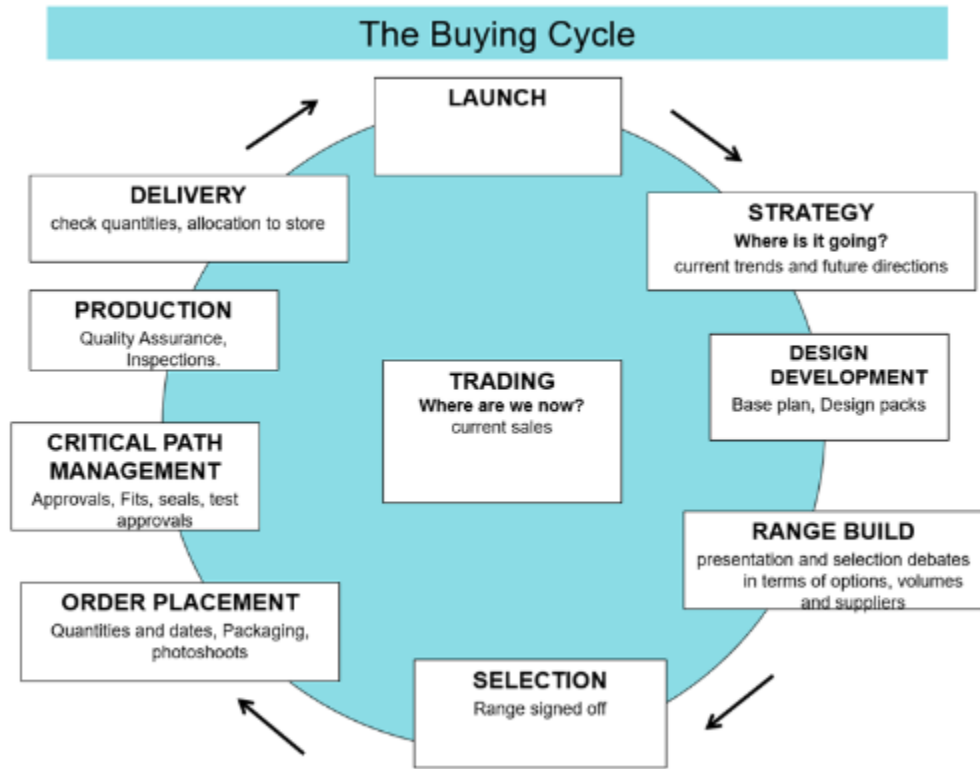 The Buying Cycle
LAUNCH
STRATEGY
Where is it going?
current trends and future directions
DESIGN
DEVELOPMENT
Base plan, Design packs
RANGE BUILD
presentation and selection debates
in terms of options, volumes
and suppliers
SELECTION
Range signed off
ORDER PLACEMENT
Quantities and dates, Packaging,
photoshoots
CRITICAL PATH
MANAGEMENT
Approvals, Fits, seals, test
approvals
PRODUCTION
Quality Assurance,
Inspections.
DELIVERY
check quantities, allocation to store
TRADING
Where are we now?
current sales